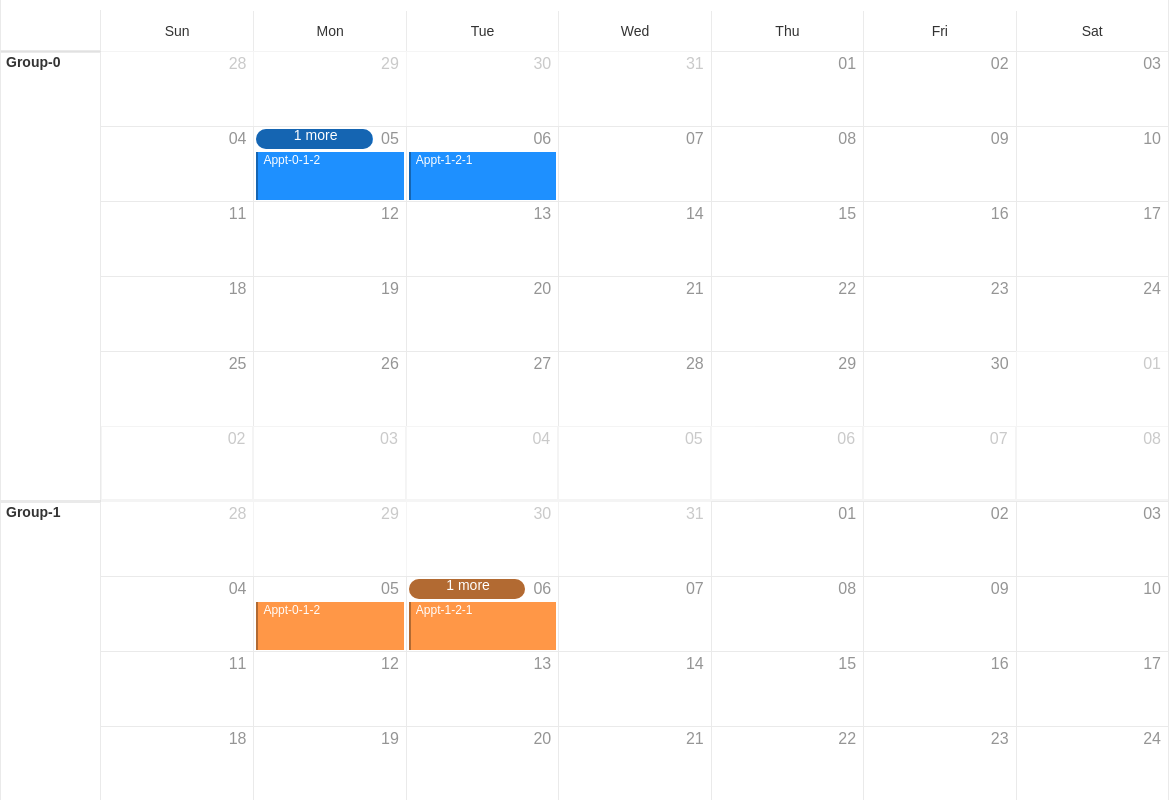 Sun Mon Tue Wed Thu Fri Sat
Group-0
28 29 30 31 01 02 03
04 1 more 05 06 07 08 09 10
Appt-0-1-2 Appt-1-2-1
11 12 13 14 15 16 17
18 19 20 21 22 23 24
25 26 27 28 29 30 01
02 03 04 05 06 07 08
Group-1
28 29 30 31 01 02 03
04 05 1 more 06 07 08 09 10
Appt-0-1-2 Appt-1-2-1
11 12 13 14 15 16 17
18 19 20 21 22 23 24